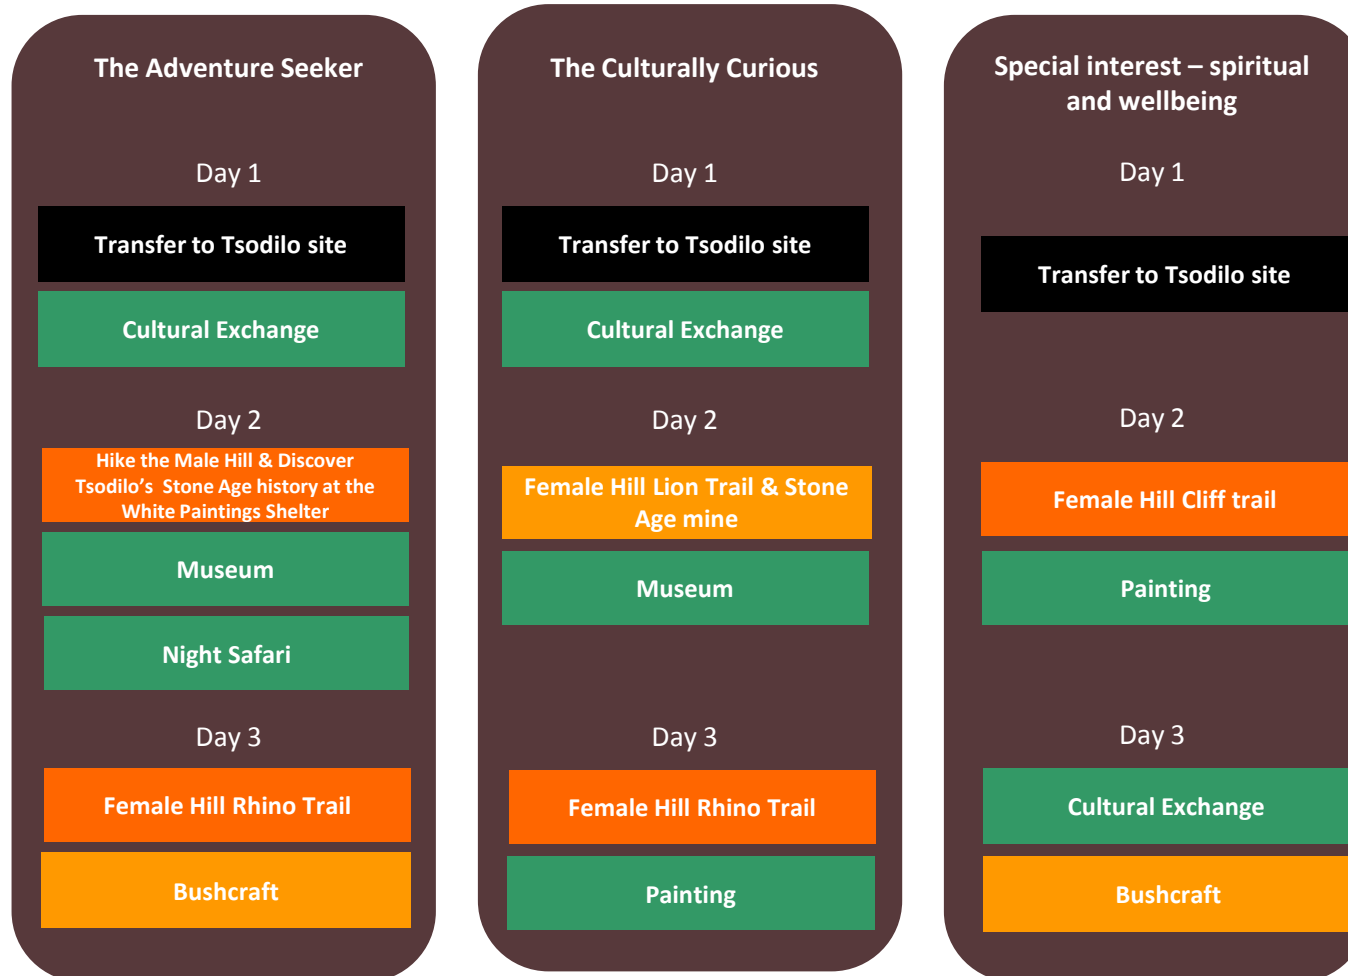 The Adventure Seeker
Day 1
Transfer to Tsodilo site
Cultural Exchange
Day 2
Hike the Male Hill & Discover
Tsodilo's  Stone Age history at the
White Paintings Shelter
Museum
Night Safari
Day 3
Female Hill Rhino Trail
Bushcraft
The Culturally Curious
Day 1
Transfer to Tsodilo site
Cultural Exchange
Day 2
Female Hill Lion Trail & Stone
Age mine
Museum
Day 3
Female Hill Rhino Trail
Painting
Special interest – spiritual
and wellbeing
Day 1
Transfer to Tsodilo site
Day 2
Female Hill Cliff trail
Painting
Day 3
Cultural Exchange
Bushcraft